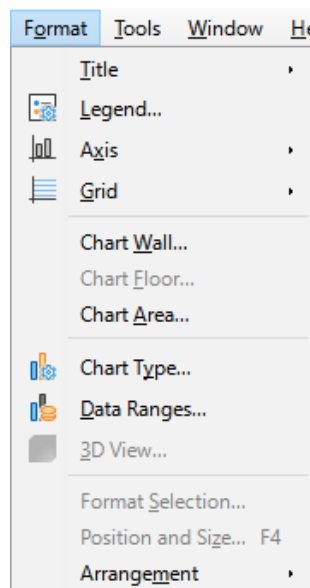 Format Tools Window He
Title
Legend...
Axis
Grid
Chart Wall...
Chart Floor...
Chart Area...
Chart Type...
Data Ranges...
3D View...
Format Selection...
Position and Size... F4
Arrangement